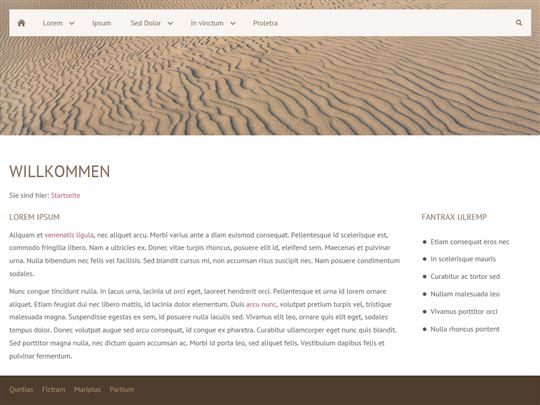 Lorem Ipsum Sed Dolor In vinctum Proletra
WILLKOMMEN
Sie sind hier: Startseite
LOREM IPSUM
Aliquam et venenatis ligula, nec aliquet arcu. Morbi varius ante a diam euismod consequat. Pellentesque id scelerisque est,
commodo fringilla libero. Nam a ultricies ex. Donec vitae turpis rhoncus, posuere elit id, eleifend sem. Maecenas et pulvinar
urna. Nulla bibendum nec felis vel facilisis. Sed blandit cursus mi, non accumsan risus suscipit nec. Nam posuere condimentum
sodales.
Nunc congue tincidunt nulla. In lacus urna, lacinia ut orci eget, laoreet hendrerit orci. Pellentesque et urna id lorem ornare
aliquet. Etiam feugiat dui nec libero mattis, id lacinia dolor elementum. Duis arcu nunc, volutpat pretium turpis vel, tristique
malesuada magna. Suspendisse egestas ex sem, id posuere nulla iaculis sed. Vivamus elit leo, ornare quis elit eget, sodales
tempus dolor. Donec volutpat augue sed arcu consequat, id congue ex pharetra. Curabitur ullamcorper eget nunc quis blandit.
Sed porttitor magna nulla, nec dictum quam accumsan ac. Morbi id porta leo, sed aliquet felis. Vestibulum dapibus felis et
pulvinar fermentum.
FANTRAX ULREMP
Etiam consequat eros nec
In scelerisque mauris
Curabitur ac tortor sed
Nullam malesuada leo
Vivamus porttitor orci
Nulla rhoncus pontent
Quntias Fictram Mariplus Partium